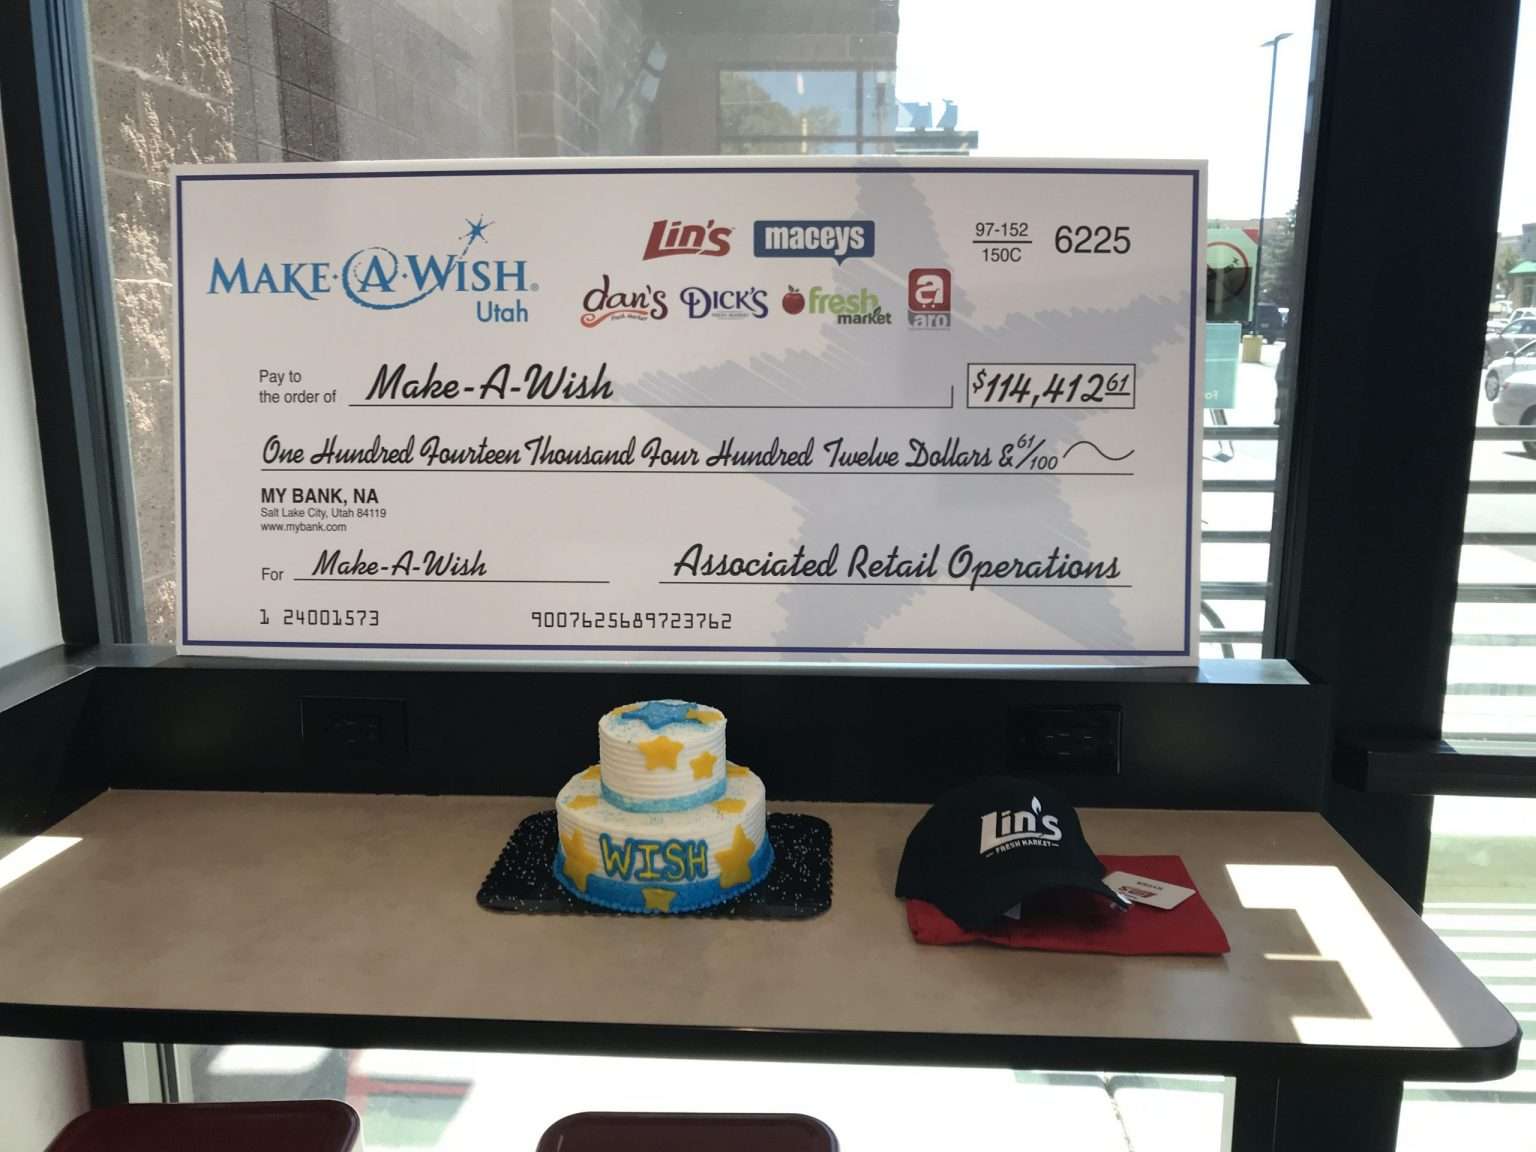 MAKE·A·WISH®
Utah
Lin's
maceys
97-152
150C
6225
dan's
Fresh Market
DICK'S
fresh
market
a
aro
Pay to
the order of
Make-A-Wish
$114,412 61
One Hundred Fourteen Thousand Four Hundred Twelve Dollars & 61/100
MY BANK, NA
Salt Lake City, Utah 84119
www.mybank.com
For Make-A-Wish
Associated Retail Operations
1 24001573
9007625689723762
WISH
Lin's
FRESH MARKET